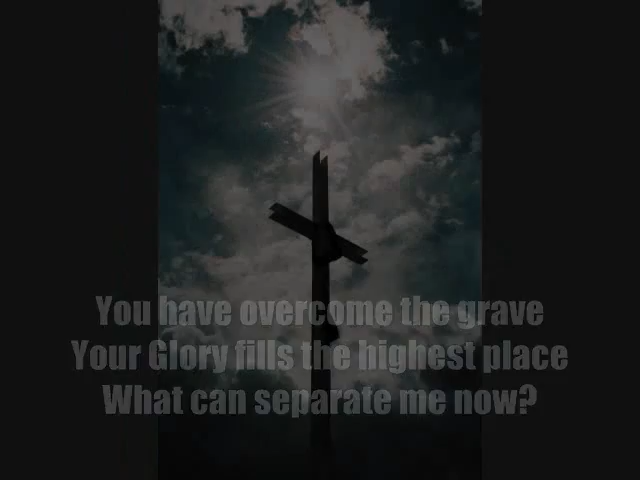 You have overcome the grave
Your Glory fills the highest place
What can separate me now?